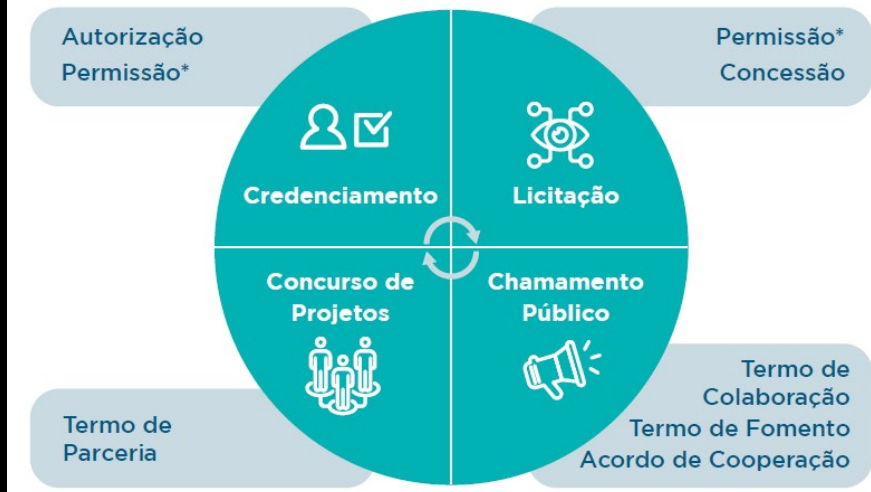 Autorização
Permissão*
Permissão*
Concessão
Credenciamento
Licitação
Concurso de
Projetos
Chamamento
Público
Termo de
Parceria
Termo de
Colaboração
Termo de Fomento
Acordo de Cooperação